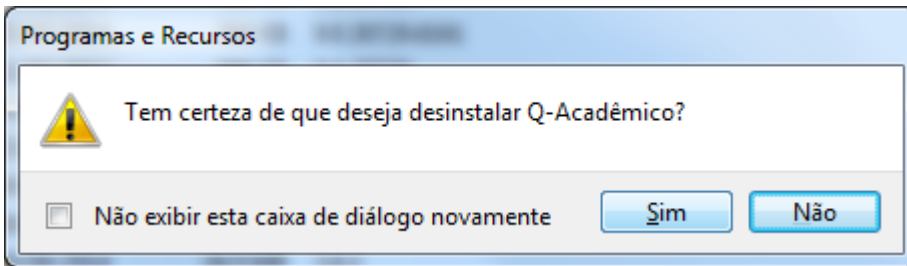 Programas e Recursos
Tem certeza de que deseja desinstalar Q-Acadêmico?
Não exibir esta caixa de diálogo novamente
Sim
Não